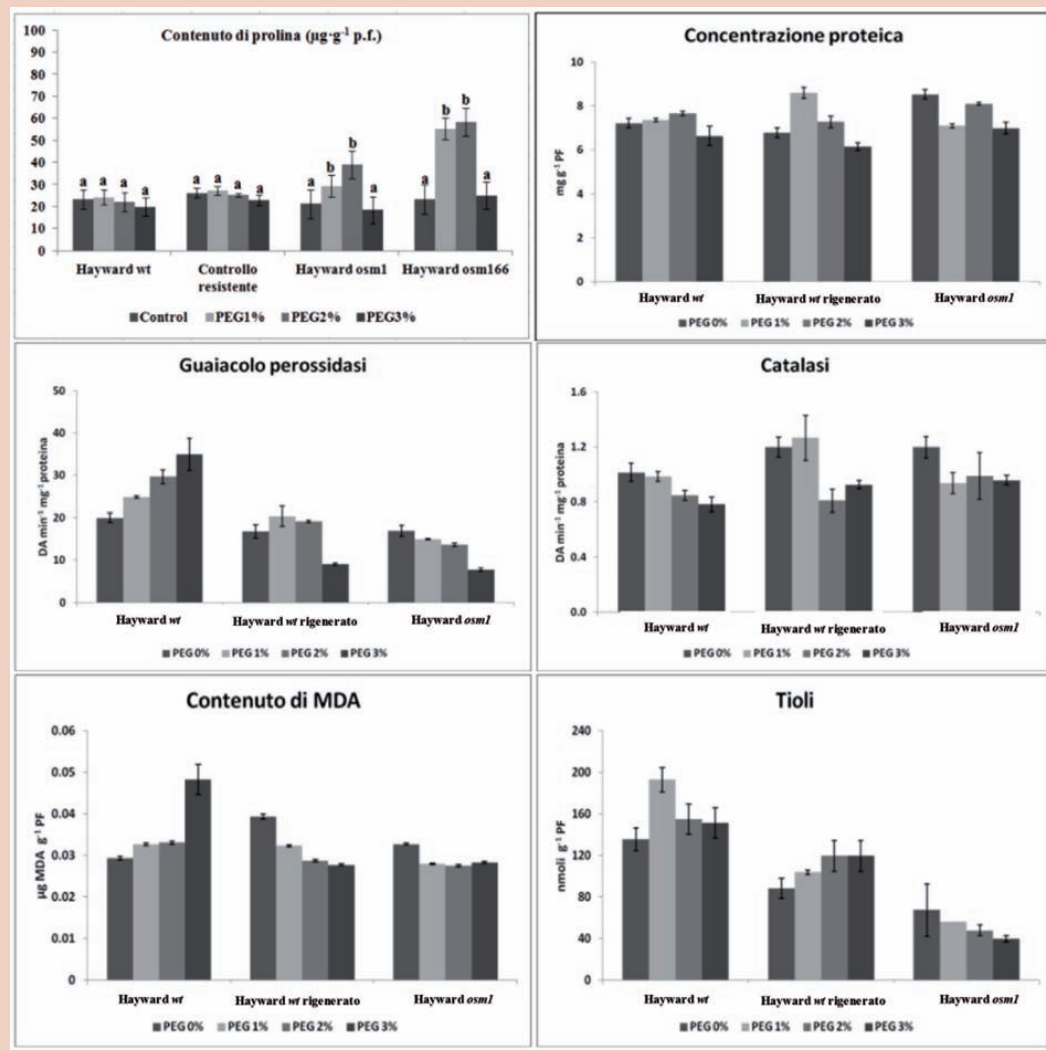 Contenuto di prolina (µg·g⁻¹ p.f.)
100
90
80
70
60
50
40
30
20
10
0
a a a a a a a a a b b a a b b a
Hayward wt Controllo resistente Hayward osm1 Hayward osm166
Control PEG1% PEG2% PEG3%
Concentrazione proteica
mg g⁻¹ PF
10
8
6
4
2
0
Hayward wt Hayward wt rigenerato Hayward osm1
PEG 0% PEG 1% PEG 2% PEG 3%
Guaiacolo perossidasi
DA min⁻¹ mg⁻¹ proteina
50
40
30
20
10
0
Hayward wt Hayward wt rigenerato Hayward osm1
PEG 0% PEG 1% PEG 2% PEG 3%
Catalasi
DA min⁻¹ mg⁻¹ proteina
1.6
1.2
0.8
0.4
0.0
Hayward wt Hayward wt rigenerato Hayward osm1
PEG 0% PEG 1% PEG 2% PEG 3%
Contenuto di MDA
µg MDA g⁻¹ PF
0.06
0.05
0.04
0.03
0.02
0.01
0
Hayward wt Hayward wt rigenerato Hayward osm1
PEG 0% PEG 1% PEG 2% PEG 3%
Tioli
nmoli g⁻¹ PF
240
200
160
120
80
40
0
Hayward wt Hayward wt rigenerato Hayward osm1
PEG 0% PEG 1% PEG 2% PEG 3%